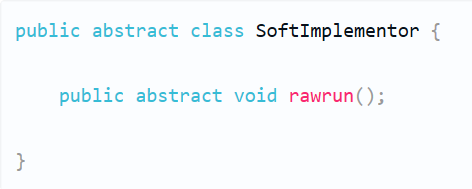 public abstract class SoftImplementor {
public abstract void rawrun();
}